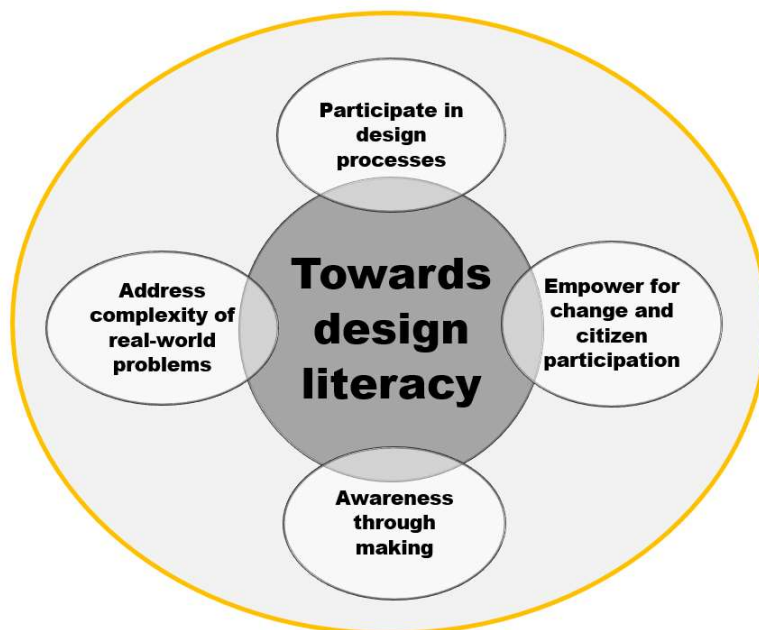 Participate in
design
processes
Address
complexity of
real-world
problems
Towards
design
literacy
Empower for
change and
citizen
participation
Awareness
through
making